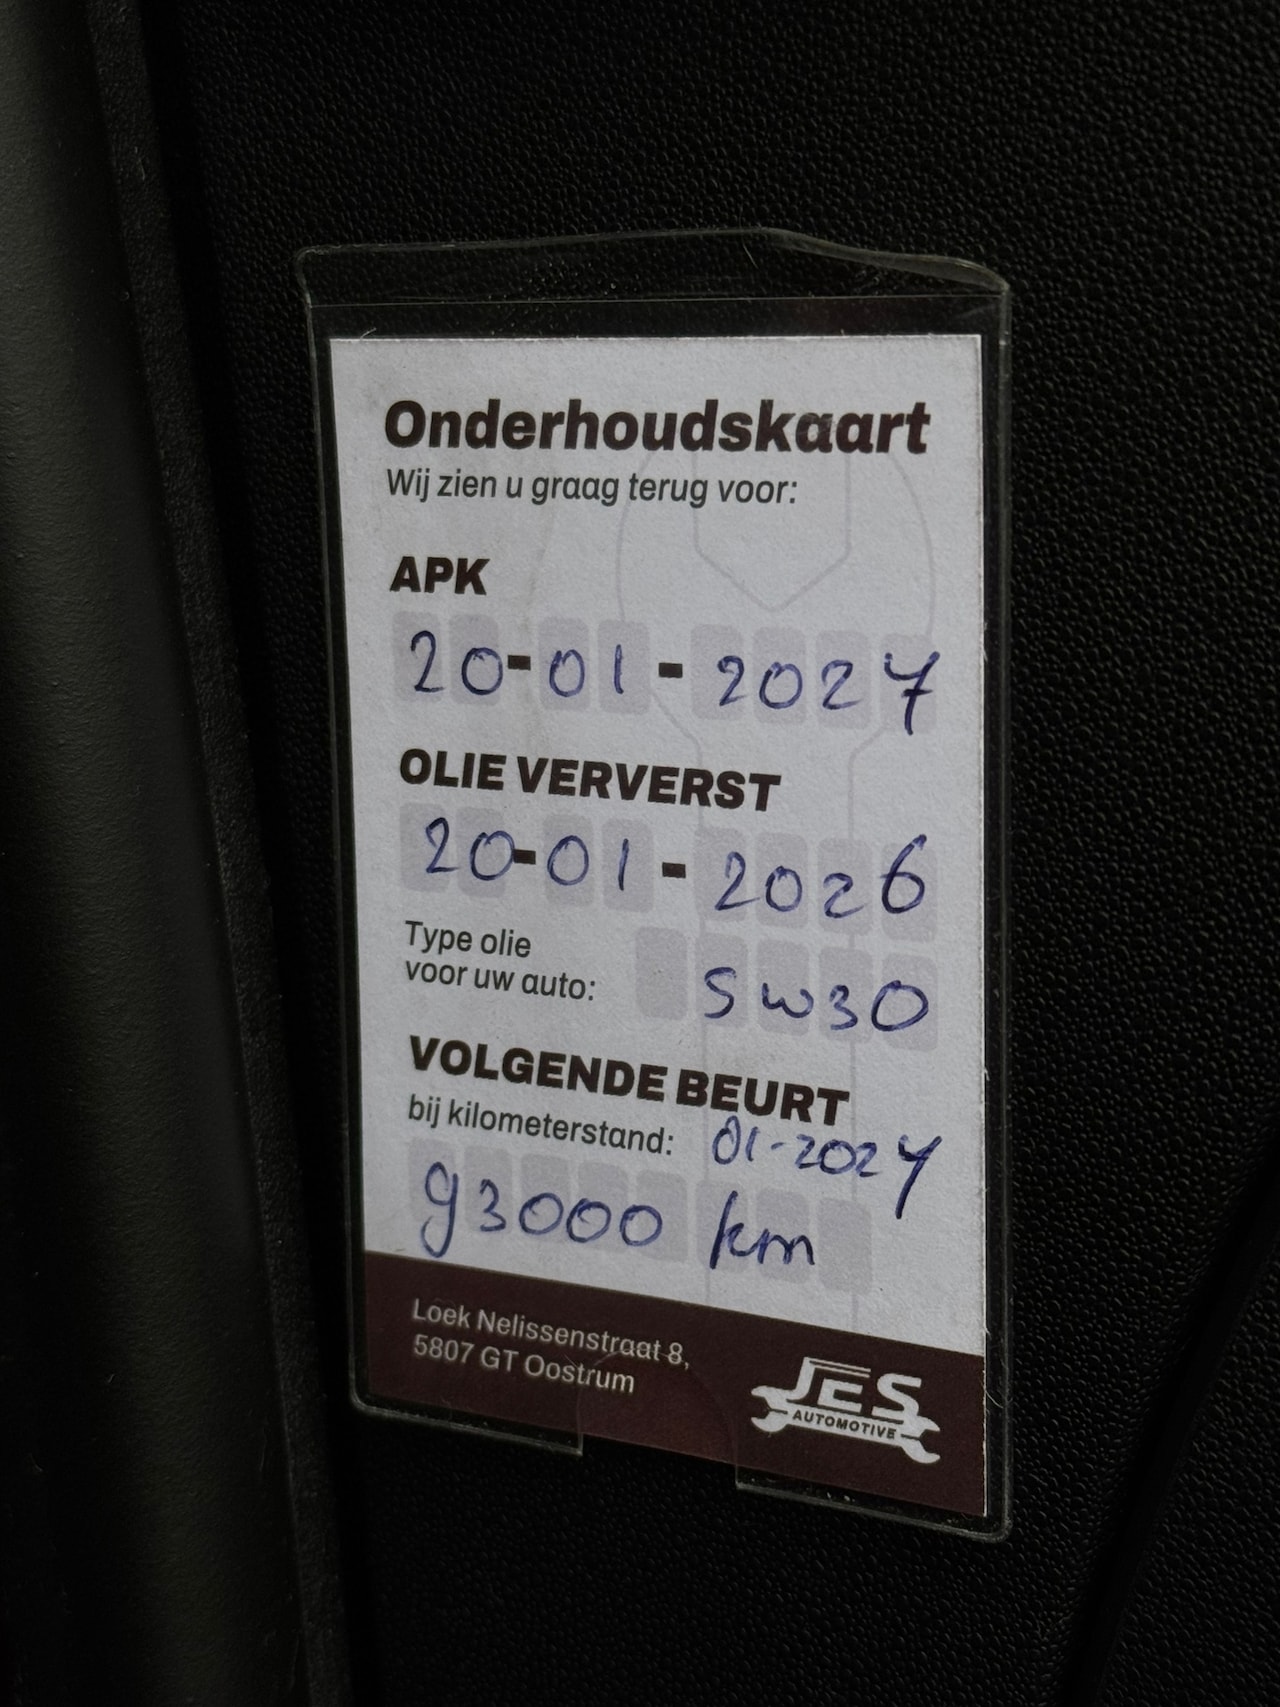 Onderhoudskaart
Wij zien u graag terug voor:
APK
20-01-2027
OLIE VERVERST
20-01-2026
Type olie
voor uw auto: 5W30
VOLGENDE BEURT
bij kilometerstand: 01-2027
93000 km
Loek Nelissenstraat 8,
5807 GT Oostrum
JES
AUTOMOTIVE